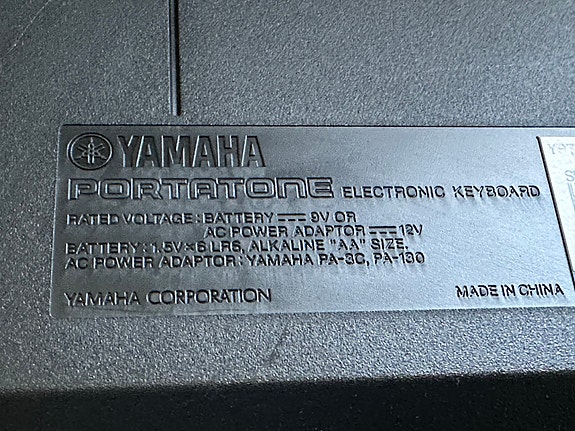 YAMAHA
PORTATONE ELECTRONIC KEYBOARD
RATED VOLTAGE : BATTERY ⎓ 9V OR
AC POWER ADAPTOR ⎓ 12V
BATTERY : 1.5V×6 LR6, ALKALINE "AA" SIZE.
AC POWER ADAPTOR : YAMAHA PA-3C, PA-130
YAMAHA CORPORATION
MADE IN CHINA